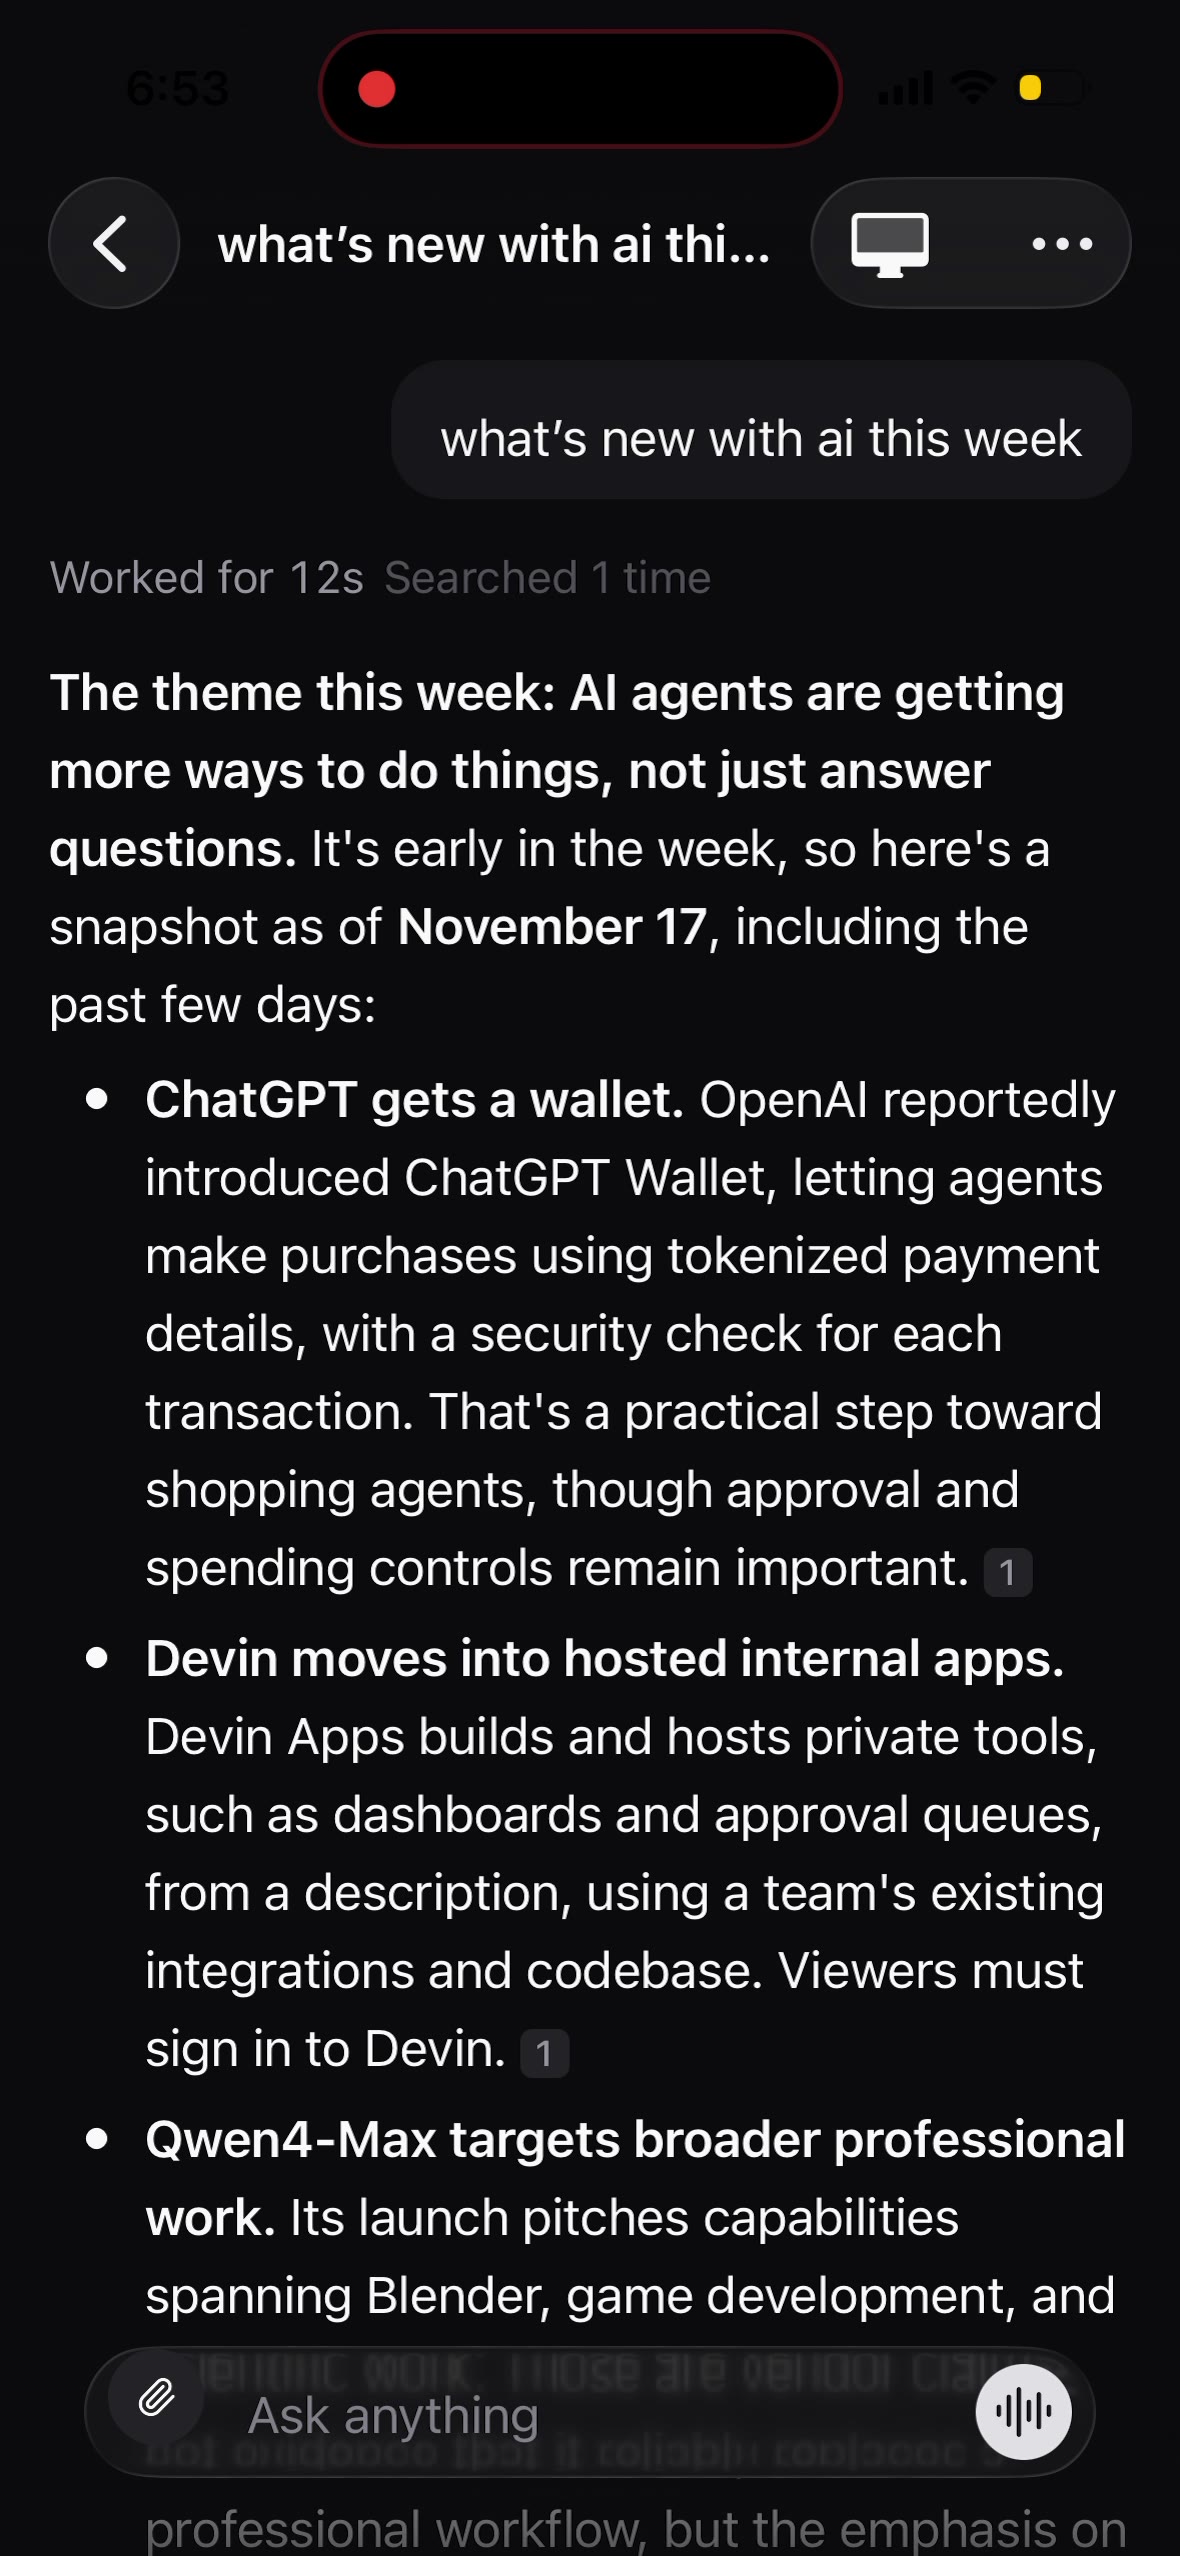 6:53
what's new with ai thi...
what's new with ai this week
Worked for 12s Searched 1 time
The theme this week: AI agents are getting
more ways to do things, not just answer
questions. It's early in the week, so here's a
snapshot as of November 17, including the
past few days:
ChatGPT gets a wallet. OpenAI reportedly
introduced ChatGPT Wallet, letting agents
make purchases using tokenized payment
details, with a security check for each
transaction. That's a practical step toward
shopping agents, though approval and
spending controls remain important. 1
Devin moves into hosted internal apps.
Devin Apps builds and hosts private tools,
such as dashboards and approval queues,
from a description, using a team's existing
integrations and codebase. Viewers must
sign in to Devin. 1
Qwen4-Max targets broader professional
work. Its launch pitches capabilities
spanning Blender, game development, and
Ask anything
professional workflow, but the emphasis on